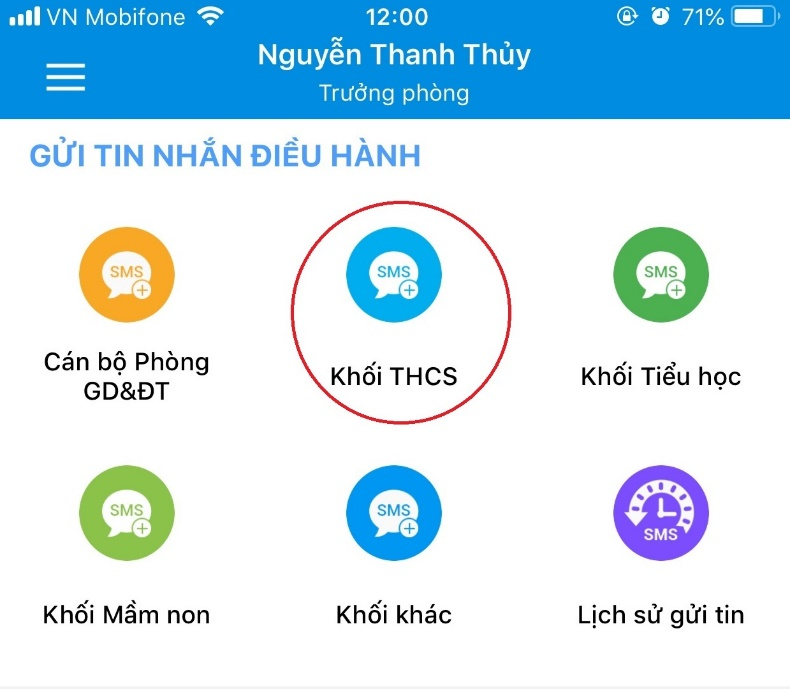 VN Mobifone 12:00 71%
Nguyễn Thanh Thủy
Trưởng phòng
GỬI TIN NHẮN ĐIỀU HÀNH
SMS SMS SMS
Cán bộ Phòng
GD&ĐT
Khối THCS
Khối Tiểu học
SMS SMS SMS
Khối Mầm non
Khối khác
Lịch sử gửi tin